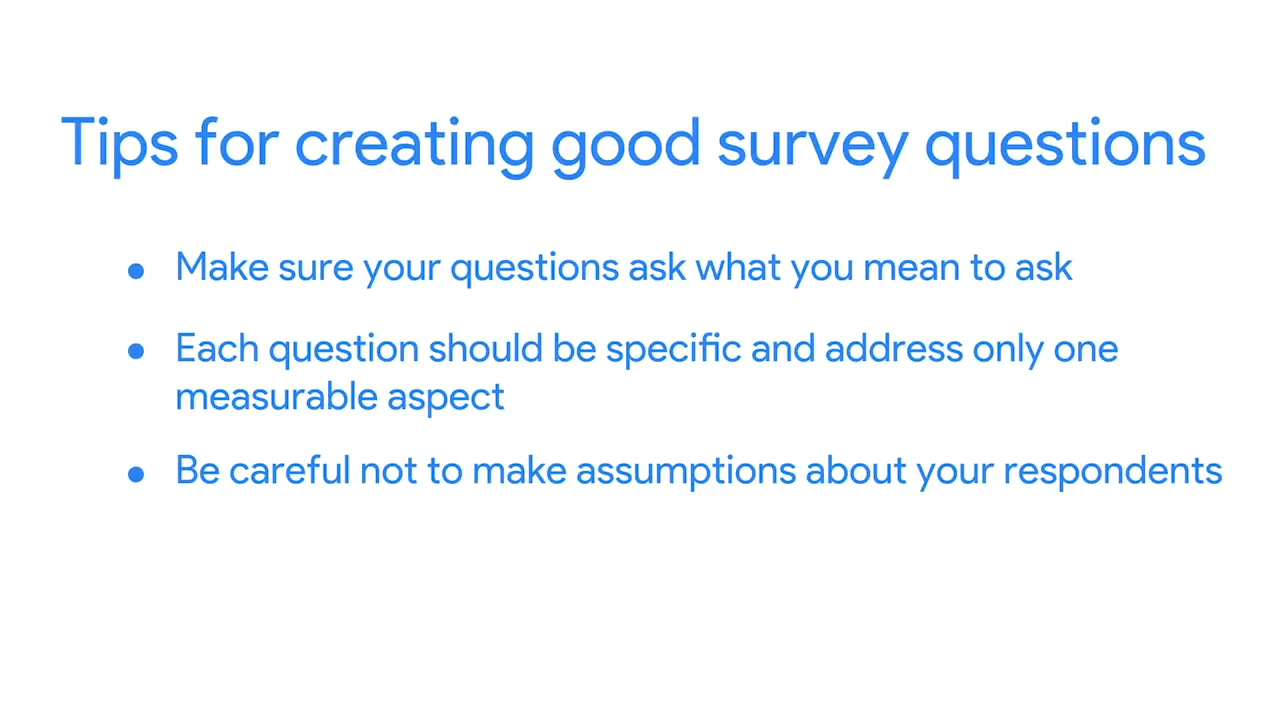 Tips for creating good survey questions
● Make sure your questions ask what you mean to ask
● Each question should be specific and address only one
measurable aspect
● Be careful not to make assumptions about your respondents